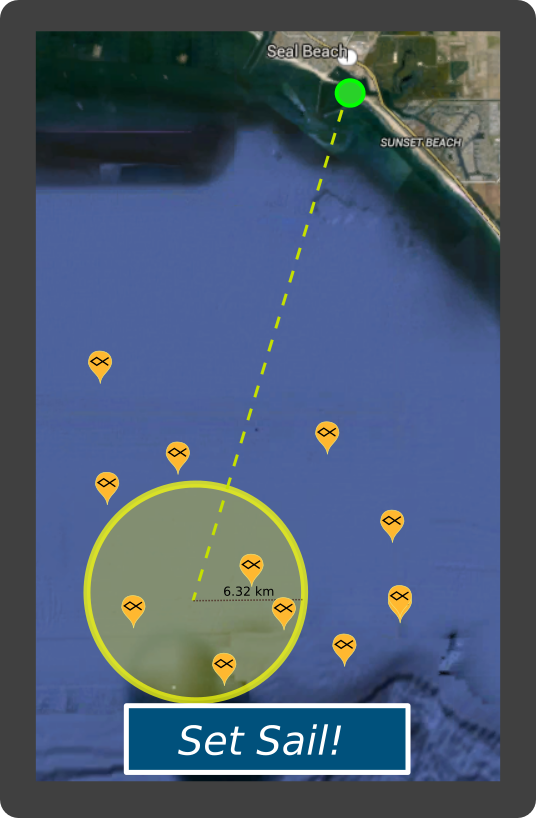 Seal Beach
SUNSET BEACH
6.32 km
Set Sail!